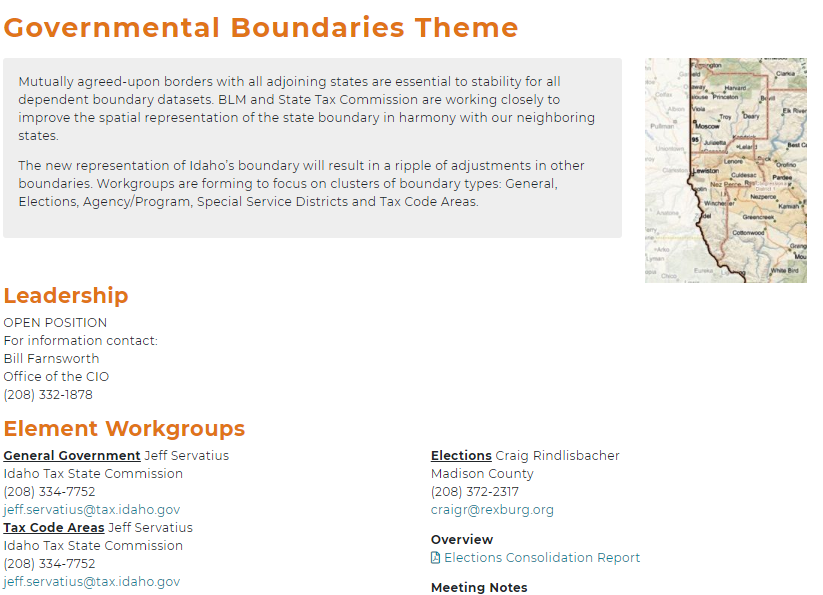 Governmental Boundaries Theme
Mutually agreed-upon borders with all adjoining states are essential to stability for all
dependent boundary datasets. BLM and State Tax Commission are working closely to
improve the spatial representation of the state boundary in harmony with our neighboring
states.
The new representation of Idaho's boundary will result in a ripple of adjustments in other
boundaries. Workgroups are forming to focus on clusters of boundary types: General,
Elections, Agency/Program, Special Service Districts and Tax Code Areas.
Farmington
Clarkia
Harvard
Princeton
Bovill
Elk River
Viola
Troy
Deary
Pullman
Moscow
95
Juliaetta
Lenore
Orofino
Lewiston
Culdesac
Pardee
Nez Perce
Nezperce
Winchester
Kamiah
Greencreek
Cottonwood
White Bird
Eureka
Leadership
OPEN POSITION
For information contact:
Bill Farnsworth
Office of the CIO
(208) 332-1878
Element Workgroups
General Government Jeff Servatius
Idaho Tax State Commission
(208) 334-7752
jeff.servatius@tax.idaho.gov
Tax Code Areas Jeff Servatius
Idaho Tax State Commission
(208) 334-7752
jeff.servatius@tax.idaho.gov
Elections Craig Rindlisbacher
Madison County
(208) 372-2317
craigr@rexburg.org
Overview
Elections Consolidation Report
Meeting Notes